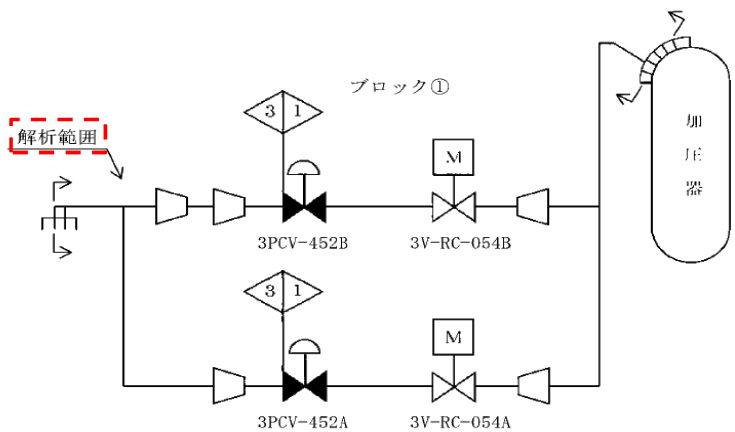 ブロック①
3 1
解析範囲
M
3PCV-452B
3V-RC-054B
加圧器
3 1
M
3PCV-452A
3V-RC-054A